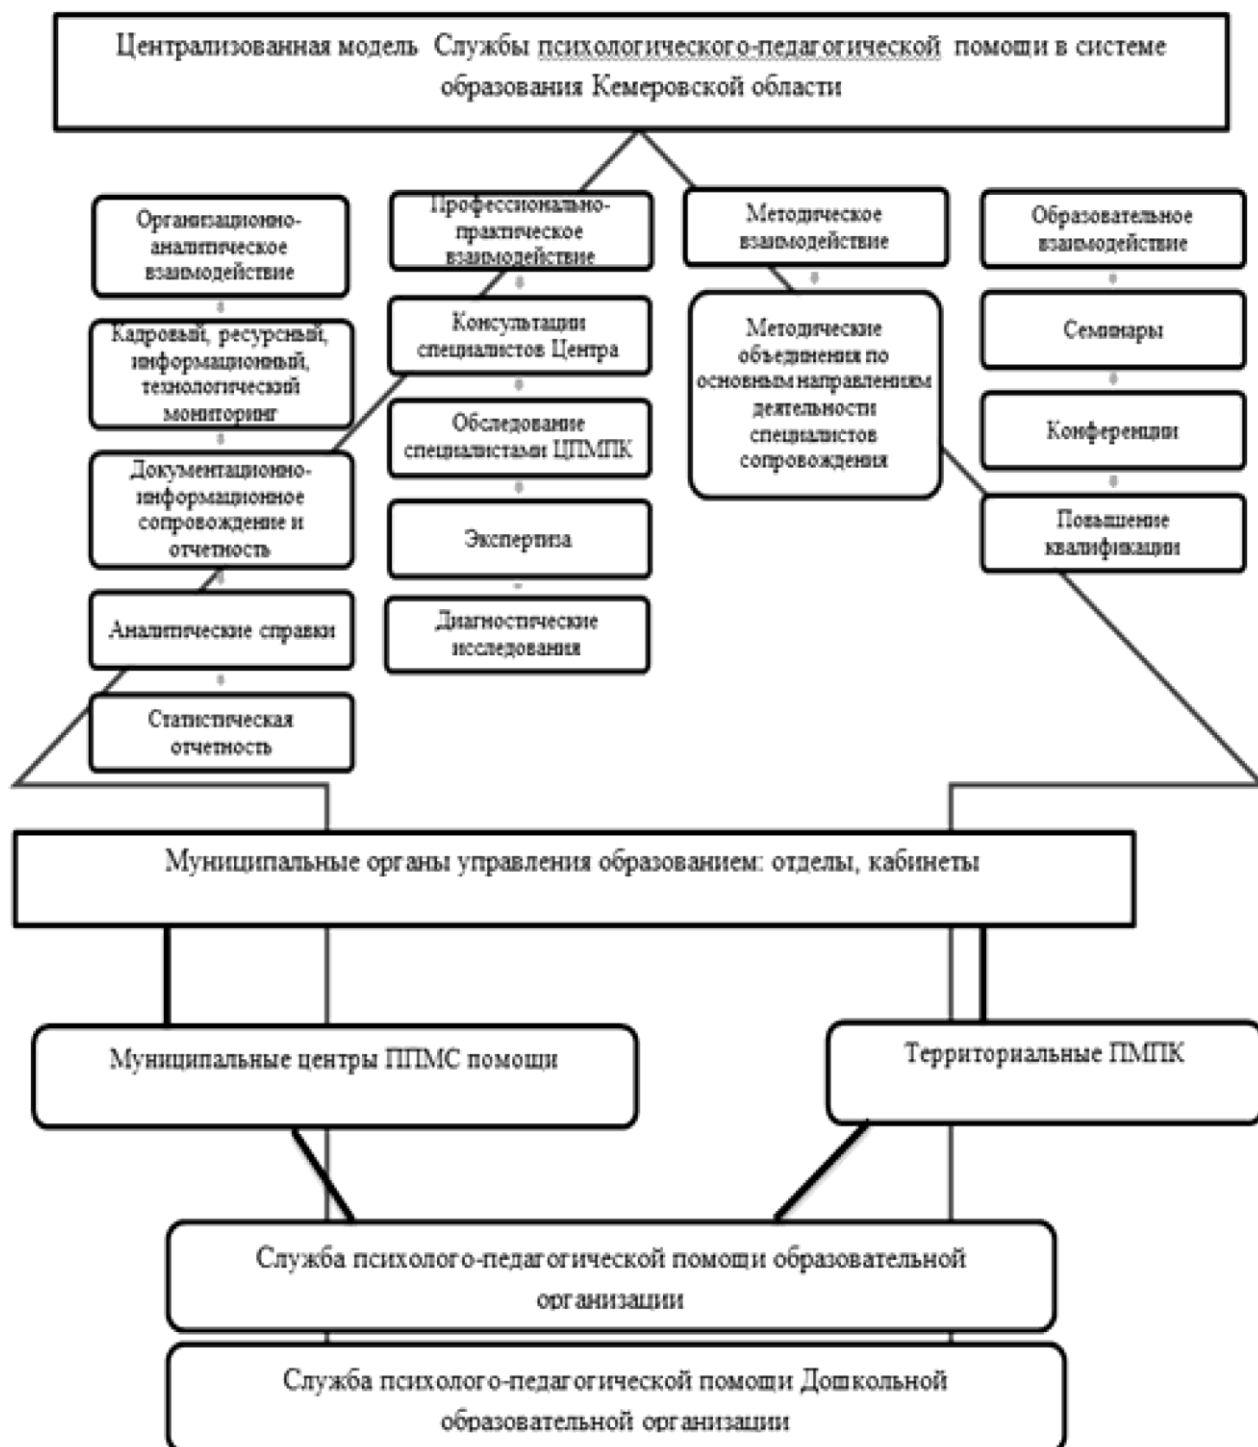 Централизованная модель Службы психологического-педагогической помощи в системе
образования Кемеровской области
Организационно-
аналитическое
взаимодействие
Кадровый, ресурсный,
информационный,
технологический
мониторинг
Документационно-
информационное
сопровождение и
отчетность
Аналитические справки
Статистическая
отчетность
Профессионально-
практическое
взаимодействие
Консультации
специалистов Центра
Обследование
специалистами ЦПМПК
Экспертиза
Диагностические
исследования
Методическое
взаимодействие
Методические
объединения по
основным направлениям
деятельности
специалистов
сопровождения
Образовательное
взаимодействие
Семинары
Конференции
Повышение
квалификации
Муниципальные органы управления образованием: отделы, кабинеты
Муниципальные центры ППМС помощи
Территориальные ПМПК
Служба психолого-педагогической помощи образовательной
организации
Служба психолого-педагогической помощи Дошкольной
образовательной организации